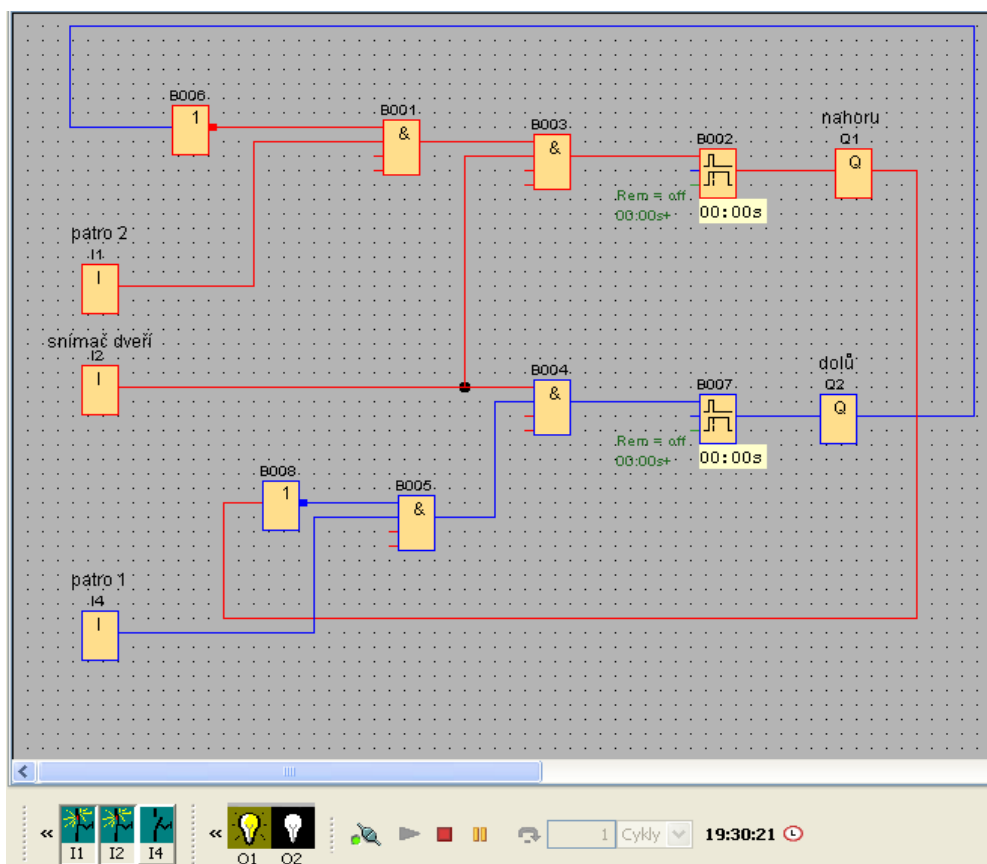 B006
1
B001
&
B003
&
B002
Rem = off
00:00s+
00:00s
nahoru
Q1
Q
patro 2
I1
I
snímač dveří
I2
I
B004
&
B007
Rem = off
00:00s+
00:00s
dolů
Q2
Q
B008
1
B005
&
patro 1
I4
I
« I1 I2 I4 « Q1 Q2 1 Cykly 19:30:21